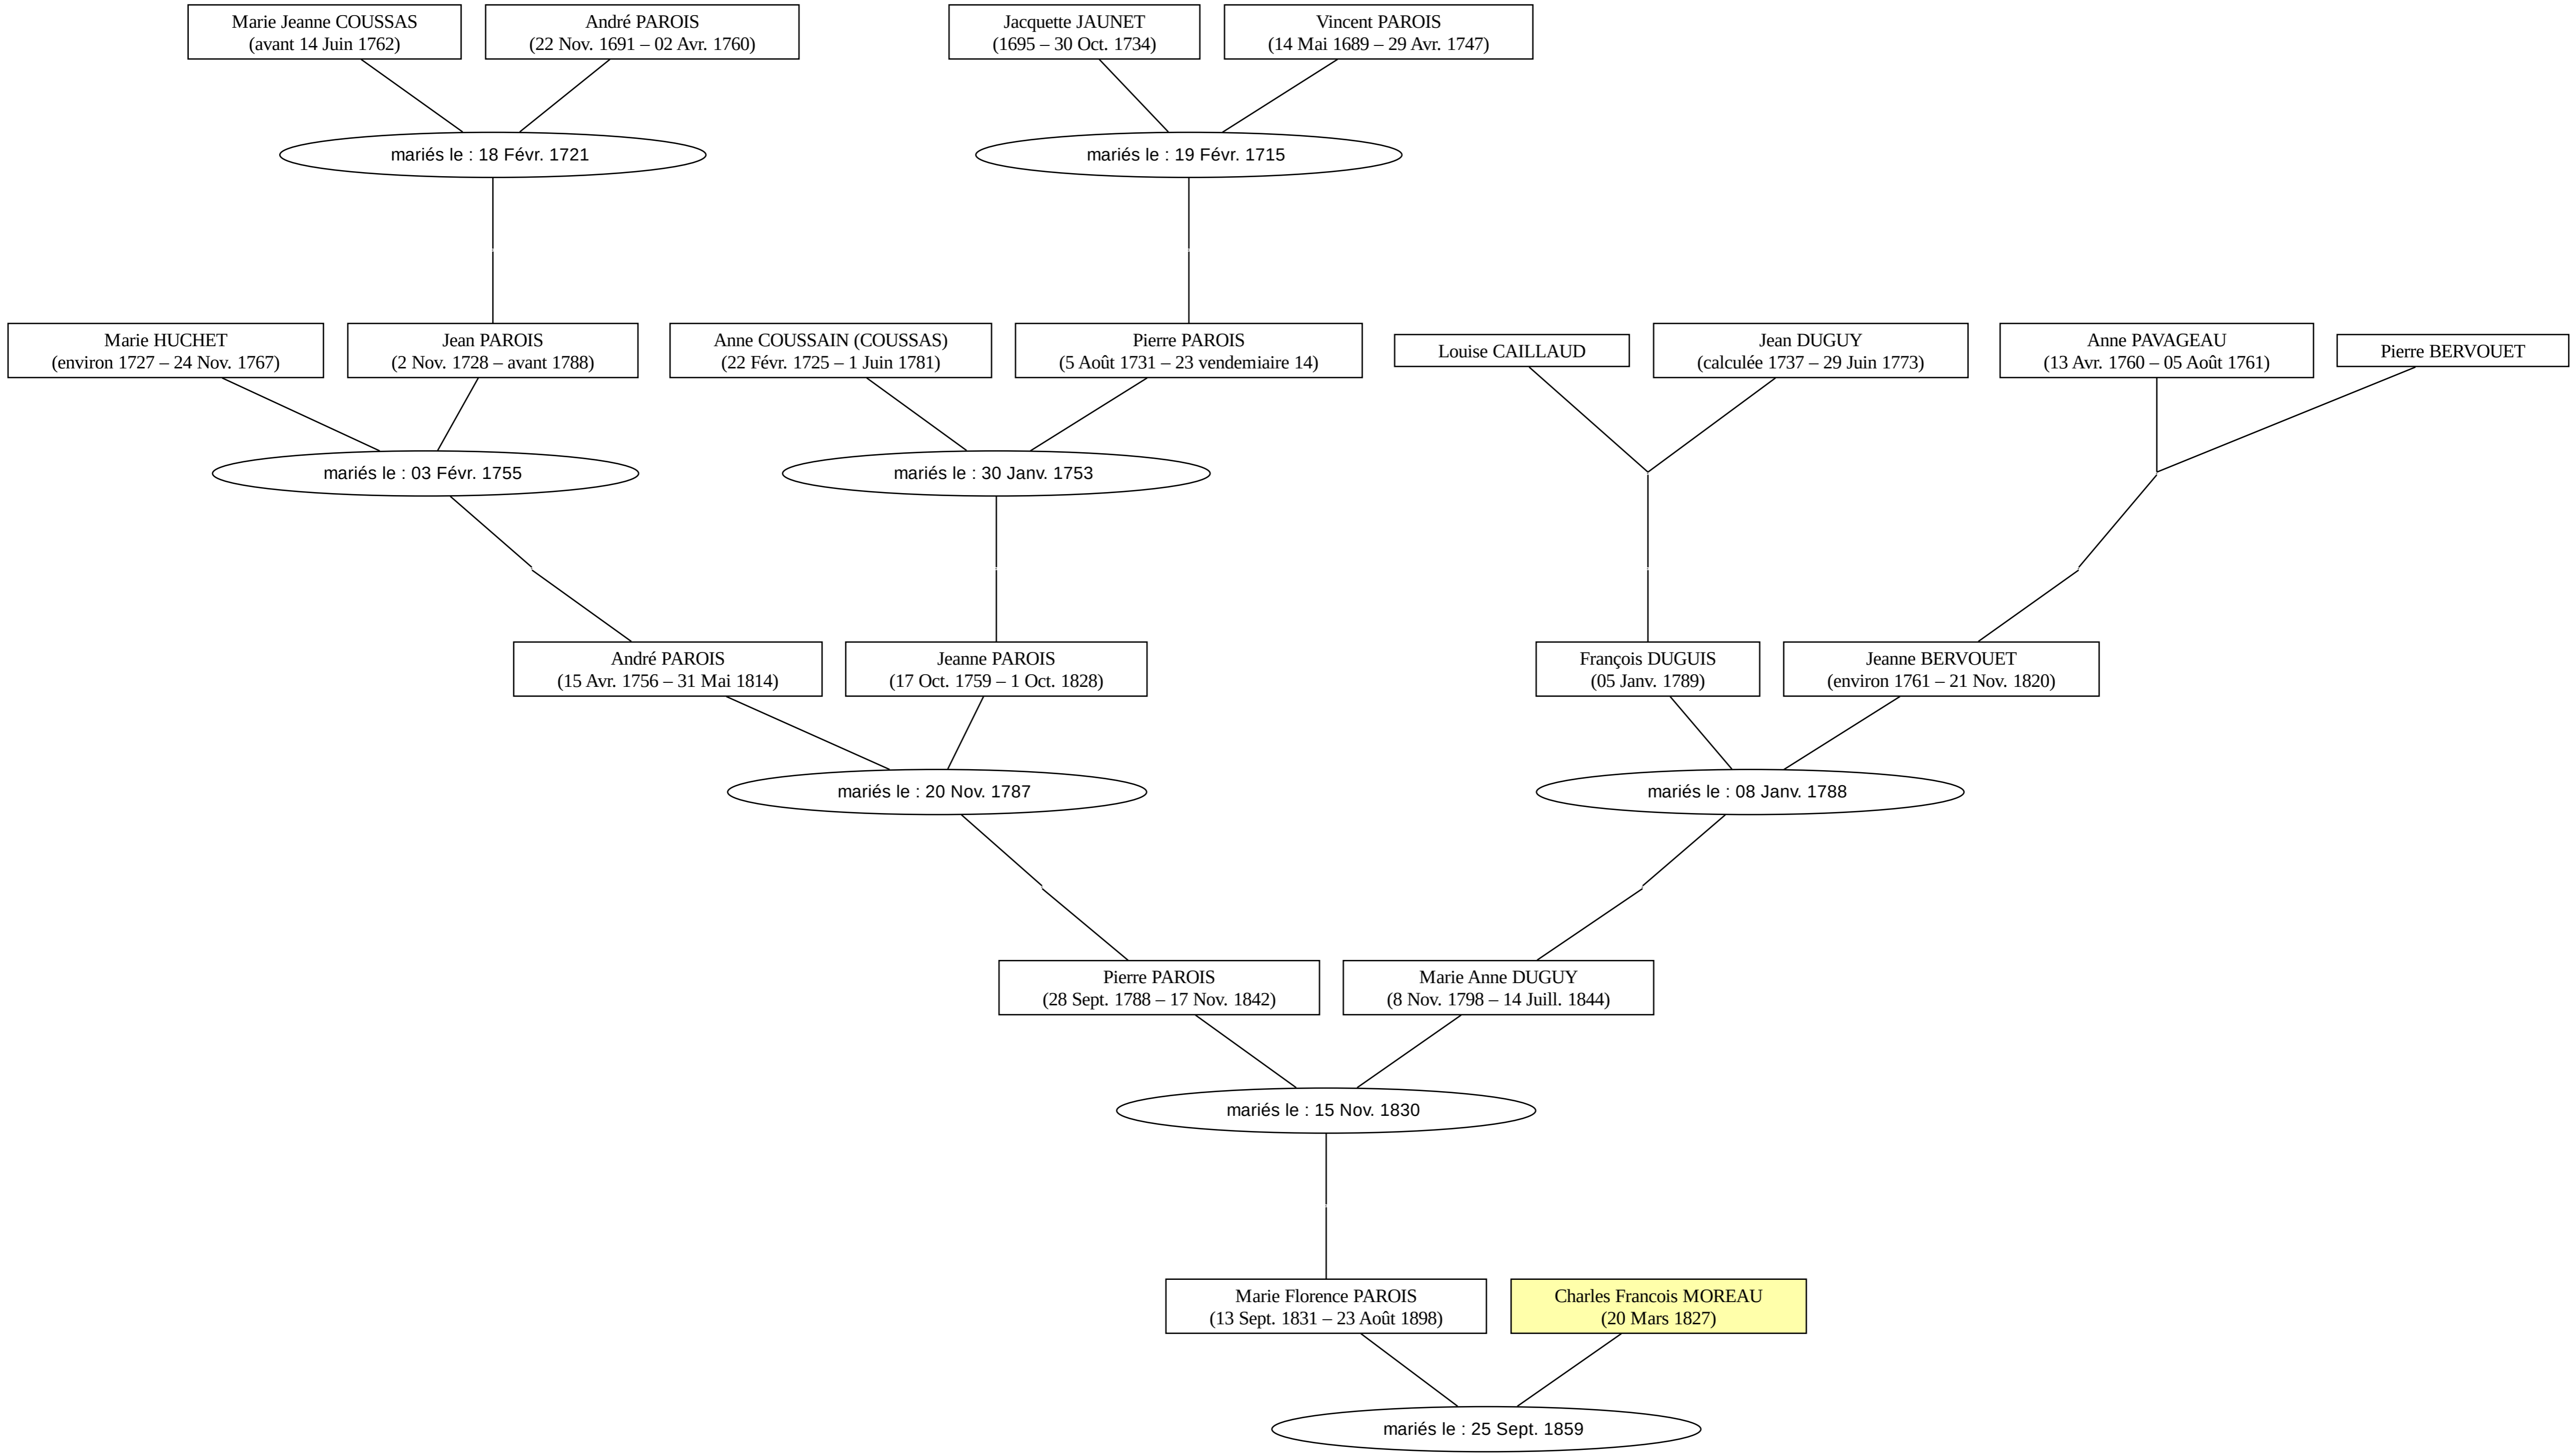 Marie Jeanne COUSSAS
(avant 14 Juin 1762)
André PAROIS
(22 Nov. 1691 – 02 Avr. 1760)
Jacquette JAUNET
(1695 – 30 Oct. 1734)
Vincent PAROIS
(14 Mai 1689 – 29 Avr. 1747)
mariés le : 18 Févr. 1721
mariés le : 19 Févr. 1715
Marie HUCHET
(environ 1727 – 24 Nov. 1767)
Jean PAROIS
(2 Nov. 1728 – avant 1788)
Anne COUSSAIN (COUSSAS)
(22 Févr. 1725 – 1 Juin 1781)
Pierre PAROIS
(5 Août 1731 – 23 vendemiaire 14)
Louise CAILLAUD
Jean DUGUY
(calculée 1737 – 29 Juin 1773)
Anne PAVAGEAU
(13 Avr. 1760 – 05 Août 1761)
Pierre BERVOUET
mariés le : 03 Févr. 1755
mariés le : 30 Janv. 1753
André PAROIS
(15 Avr. 1756 – 31 Mai 1814)
Jeanne PAROIS
(17 Oct. 1759 – 1 Oct. 1828)
François DUGUIS
(05 Janv. 1789)
Jeanne BERVOUET
(environ 1761 – 21 Nov. 1820)
mariés le : 20 Nov. 1787
mariés le : 08 Janv. 1788
Pierre PAROIS
(28 Sept. 1788 – 17 Nov. 1842)
Marie Anne DUGUY
(8 Nov. 1798 – 14 Juill. 1844)
mariés le : 15 Nov. 1830
Marie Florence PAROIS
(13 Sept. 1831 – 23 Août 1898)
Charles Francois MOREAU
(20 Mars 1827)
mariés le : 25 Sept. 1859